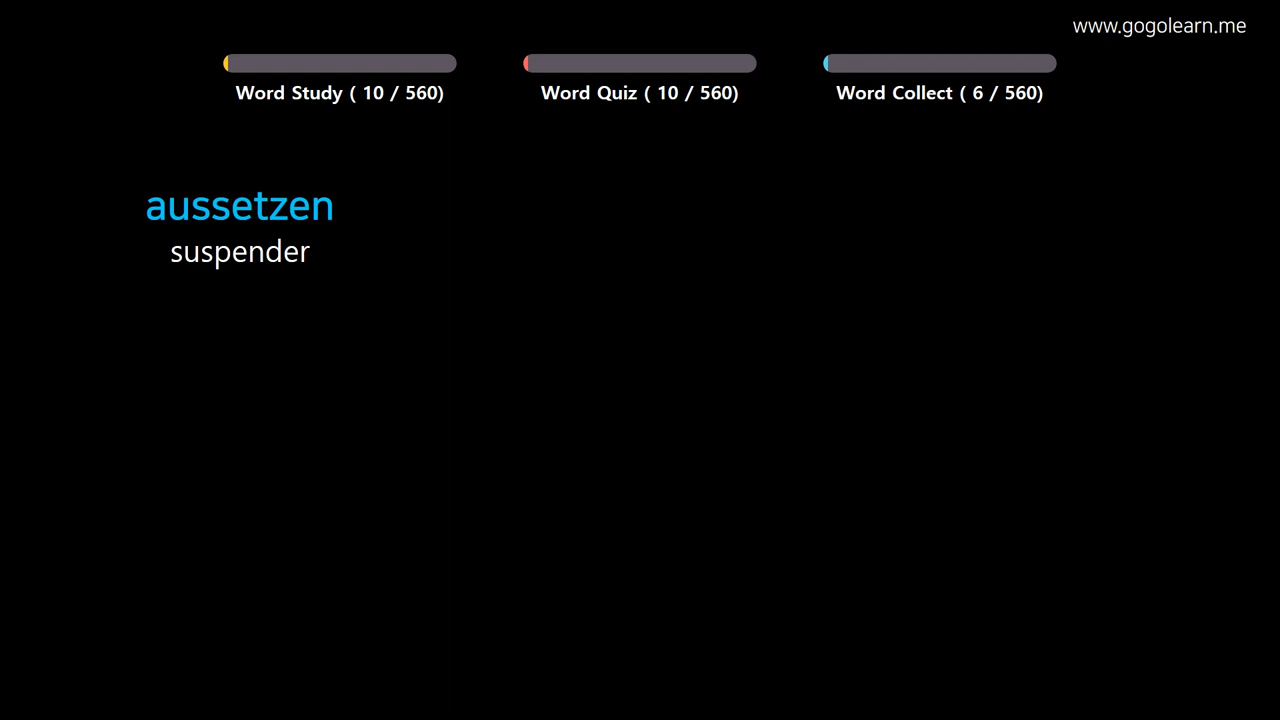 www.gogolearn.me
Word Study ( 10 / 560)
Word Quiz ( 10 / 560)
Word Collect ( 6 / 560)
aussetzen
suspender